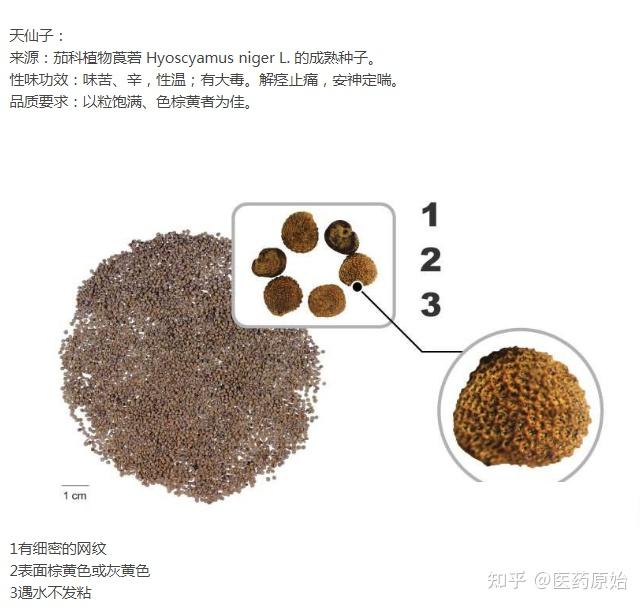 天仙子：
来源：茄科植物莨菪 Hyoscyamus niger L. 的成熟种子。
性味功效：味苦、辛，性温；有大毒。解痉止痛，安神定喘。
品质要求：以粒饱满、色棕黄者为佳。
1
2
3
1 cm
1有细密的网纹
2表面棕黄色或灰黄色
3遇水不发粘
知乎 @医药原始